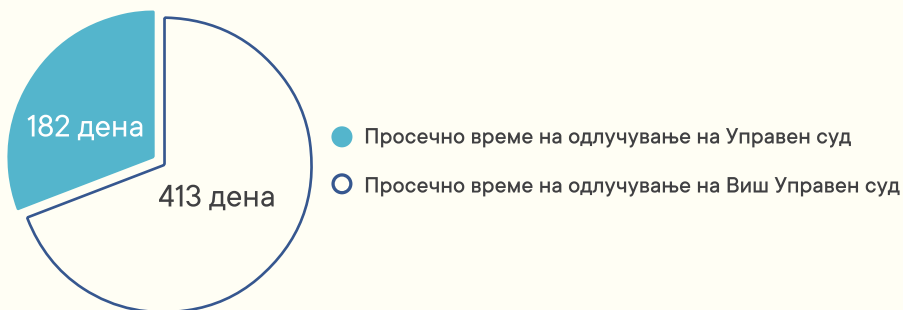 182 дена
413 дена
Просечно време на одлучување на Управен суд
Просечно време на одлучување на Виш Управен суд